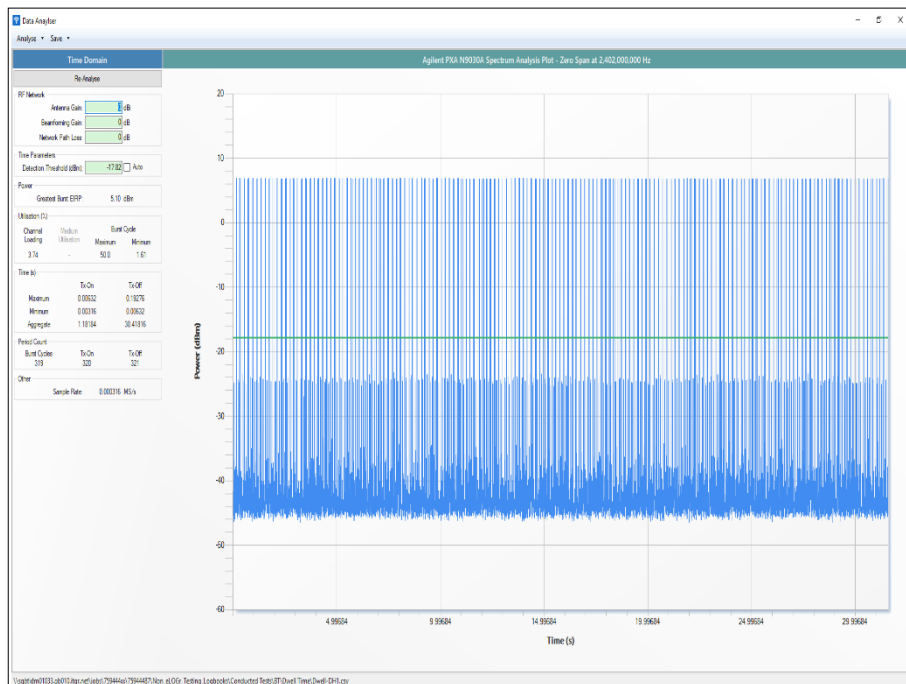 Data Anaylser
Analyse Save
Time Domain
Re-Analyse
RF Network
Antenna Gain: dBi
Beamforming Gain: 0 dB
Network Path Loss: 0 dB
Time Parameters
Detection Threshold (dBm) -17.82 Auto
Power
Greatest Burst EIRP 5.10 dBm
Utilisation (%)
Channel Loading Medium Utilisation Burst Cycle
Maximum Minimum
3.74 - 50.0 1.61
Time (s)
Tx-On Tx-Off
Maximum 0.00632 0.19276
Minimum 0.00316 0.00632
Aggregate 1.18184 30.41816
Period Count
Burst Cycles Tx-On Tx-Off
319 320 321
Other
Sample Rate: 0.000316 MS/s
Agilent PXA N9030A Spectrum Analysis Plot - Zero Span at 2,402,000,000 Hz
20
10
0
-10
-20
-30
-40
-50
-60
Power (dBm)
4.99684 9.99684 14.99684 19.99684 24.99684 29.99684
Time (s)